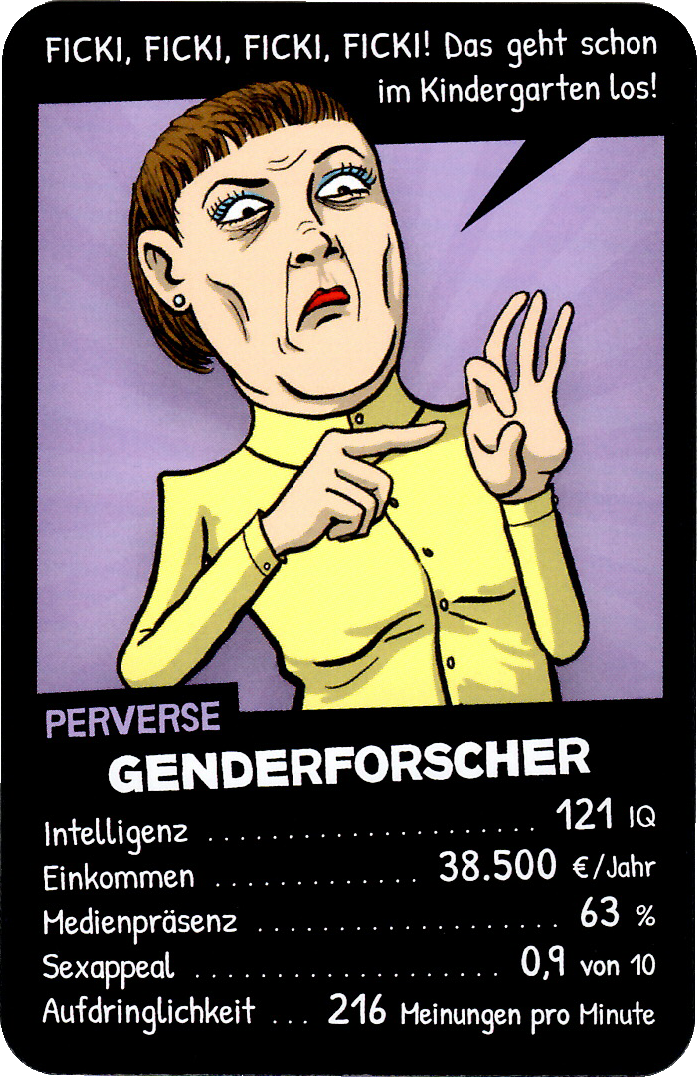 FICKI, FICKI, FICKI, FICKI! Das geht schon
im Kindergarten los!
PERVERSE
GENDERFORSCHER
Intelligenz ........................ 121 IQ
Einkommen .............. 38.500 €/Jahr
Medienpräsenz .................... 63 %
Sexappeal ..................... 0,9 von 10
Aufdringlichkeit ... 216 Meinungen pro Minute